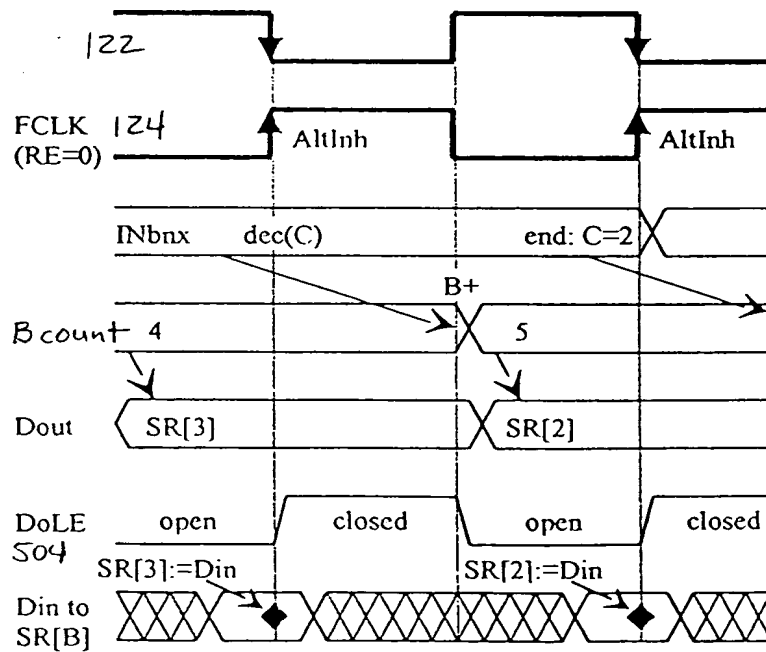 122
FCLK 124
(RE=0)
AltInh
AltInh
INbnx dec(C) end: C=2
B+
B count 4 5
Dout SR[3] SR[2]
DoLE open closed open closed
504
SR[3]:=Din SR[2]:=Din
Din to
SR[B]